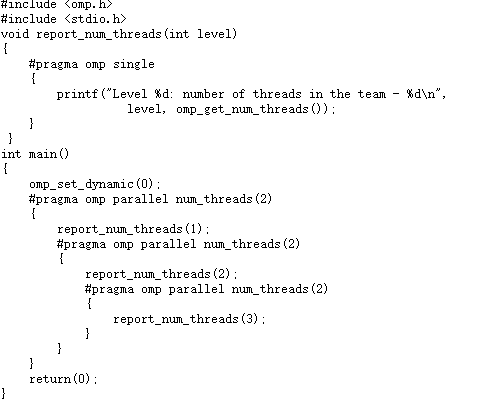 #include <omp.h>
#include <stdio.h>
void report_num_threads(int level)
{
    #pragma omp single
    {
        printf("Level %d: number of threads in the team - %d\n",
                  level, omp_get_num_threads());
    }
 }
int main()
{
    omp_set_dynamic(0);
    #pragma omp parallel num_threads(2)
    {
        report_num_threads(1);
        #pragma omp parallel num_threads(2)
        {
            report_num_threads(2);
            #pragma omp parallel num_threads(2)
            {
                report_num_threads(3);
            }
        }
    }
    return(0);
}